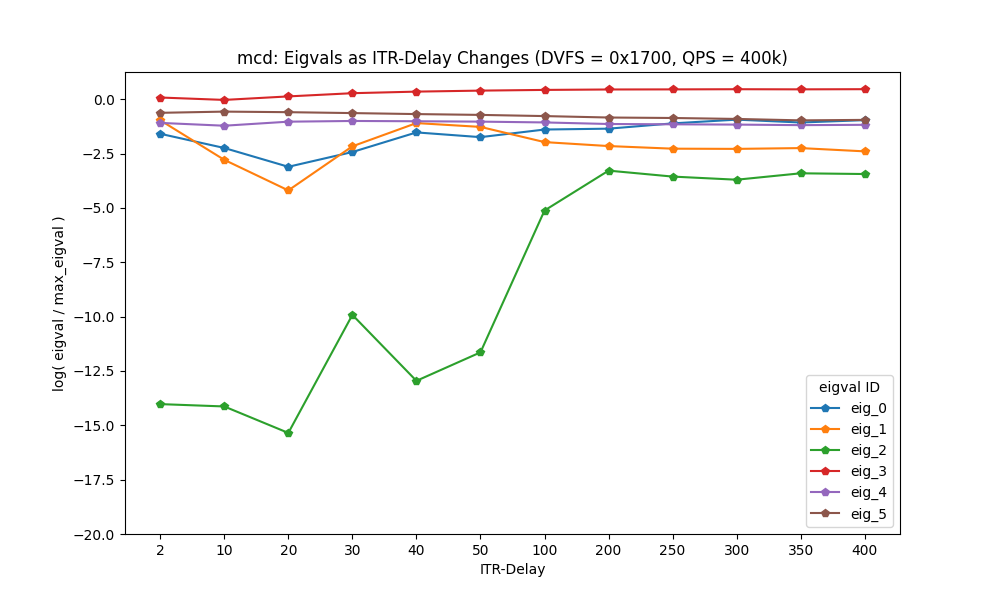 mcd: Eigvals as ITR-Delay Changes (DVFS = 0x1700, QPS = 400k)
log( eigval / max_eigval )
0.0
−2.5
−5.0
−7.5
−10.0
−12.5
−15.0
−17.5
−20.0
2 10 20 30 40 50 100 200 250 300 350 400
ITR-Delay
eigval ID
eig_0
eig_1
eig_2
eig_3
eig_4
eig_5